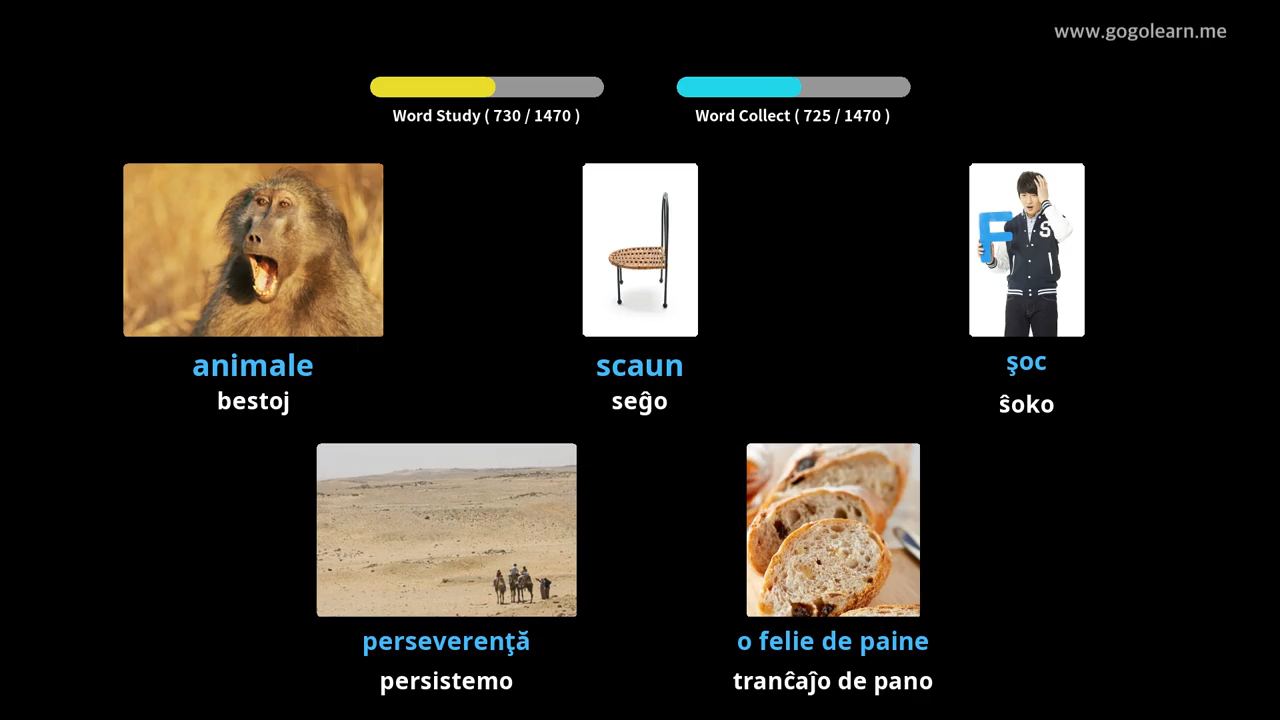 www.gogolearn.me
Word Study ( 730 / 1470 )
Word Collect ( 725 / 1470 )
animale
bestoj
scaun
seĝo
F
S
şoc
ŝoko
perseverenţă
persistemo
o felie de paine
tranĉaĵo de pano